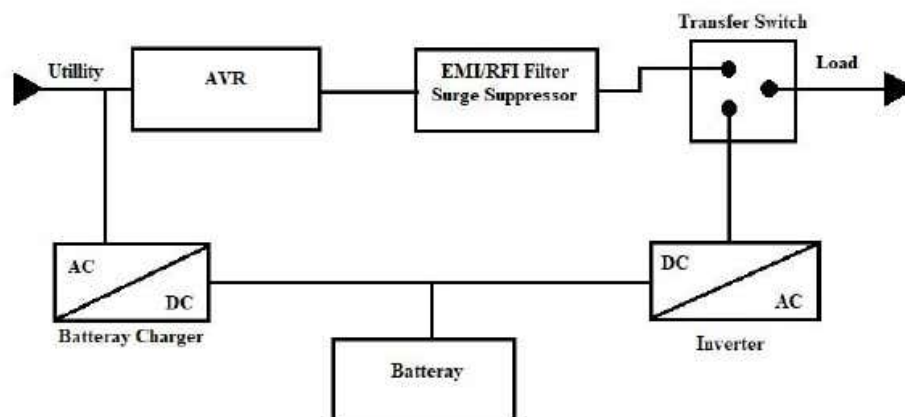 Transfer Switch
Utillity
AVR
EMI/RFI Filter
Surge Suppressor
Load
AC
DC
Batteray Charger
DC
AC
Inverter
Batteray